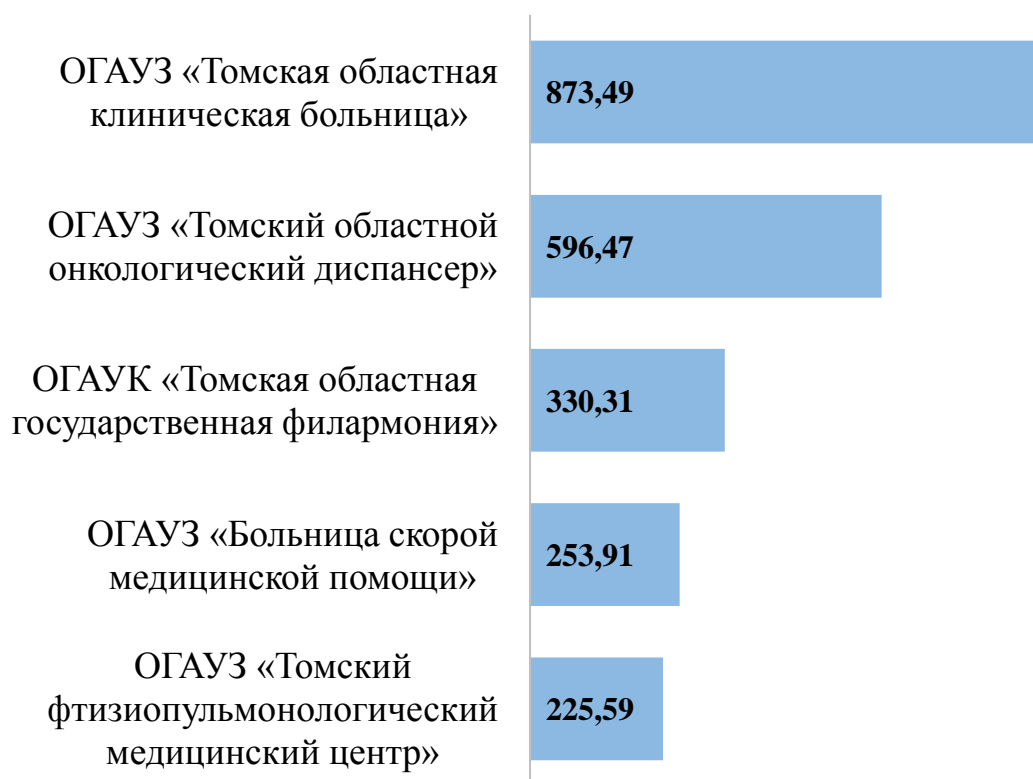 ОГАУЗ «Томская областная
клиническая больница»
873,49
ОГАУЗ «Томский областной
онкологический диспансер»
596,47
ОГАУК «Томская областная
государственная филармония»
330,31
ОГАУЗ «Больница скорой
медицинской помощи»
253,91
ОГАУЗ «Томский
фтизиопульмонологический
медицинский центр»
225,59